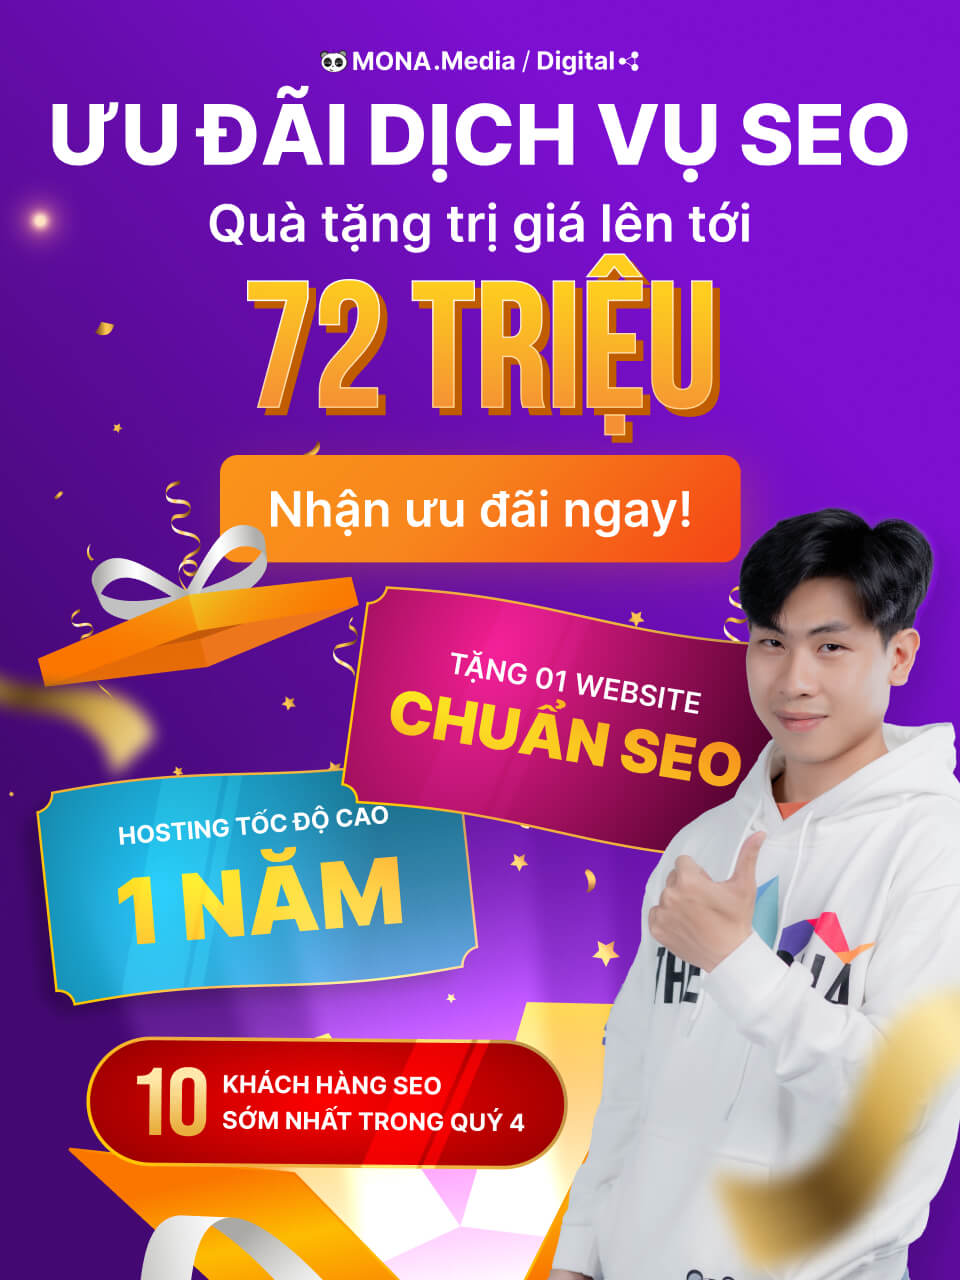 MONA.Media / Digital
ƯU ĐÃI DỊCH VỤ SEO
Quà tặng trị giá lên tới
72 TRIỆU
Nhận ưu đãi ngay!
TẶNG 01 WEBSITE
CHUẨN SEO
HOSTING TỐC ĐỘ CAO
1 NĂM
10
KHÁCH HÀNG SEO
SỚM NHẤT TRONG QUÝ 4
THE